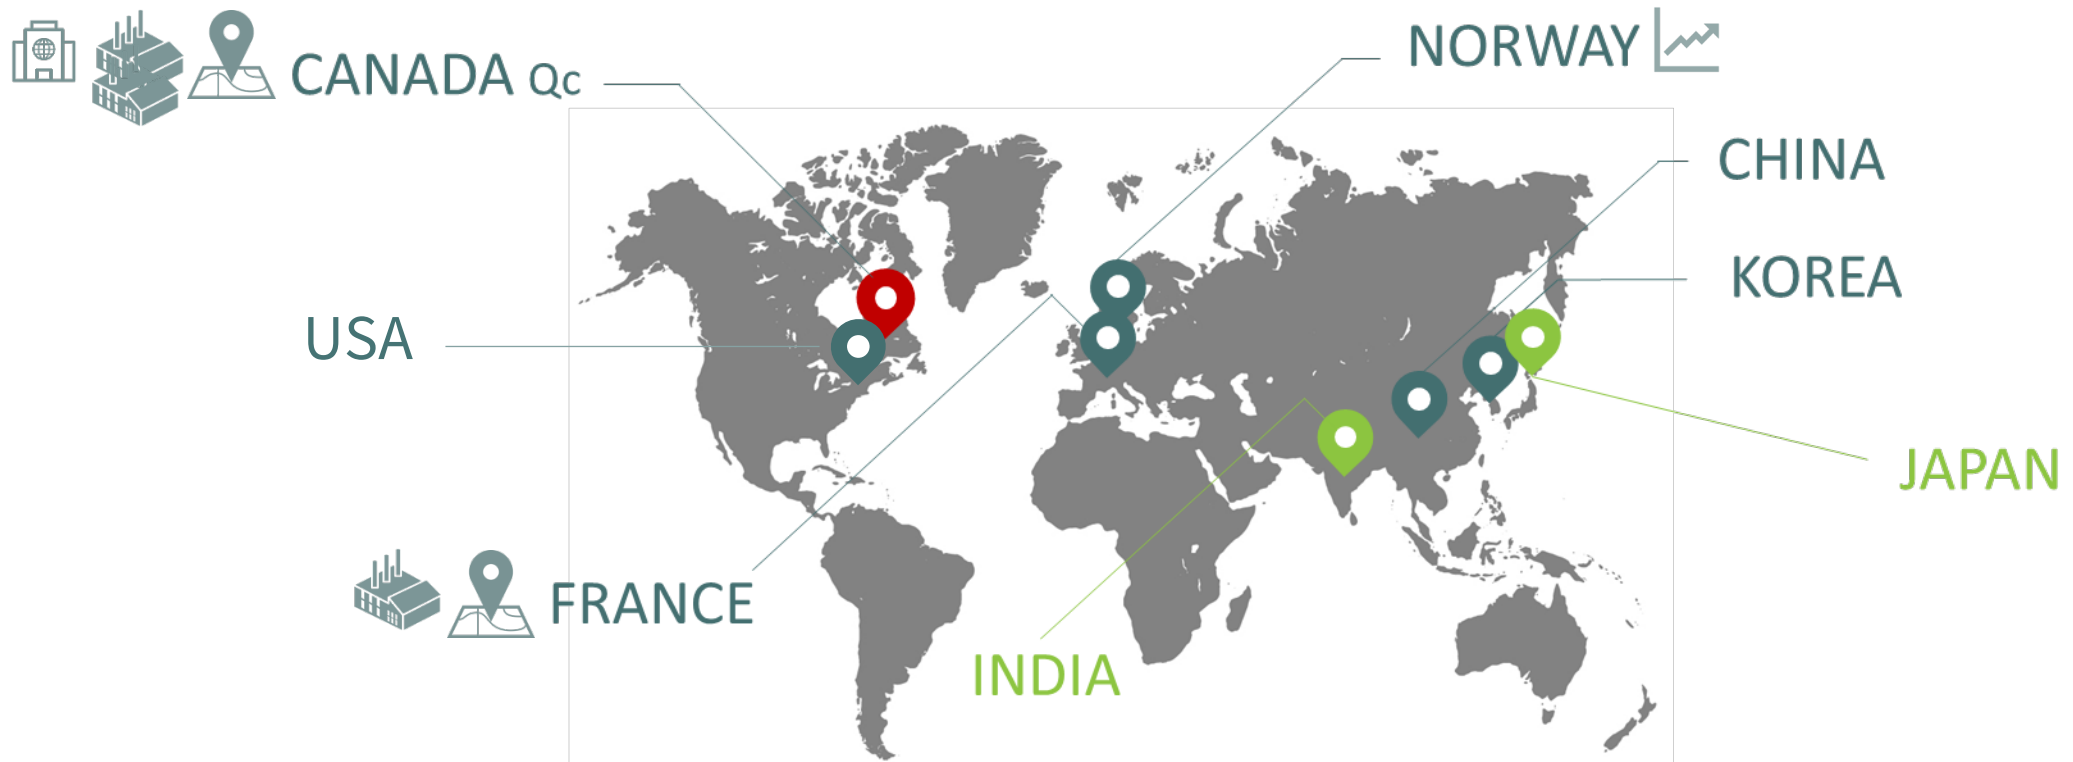 CANADA Qc
NORWAY
CHINA
KOREA
USA
JAPAN
FRANCE
INDIA